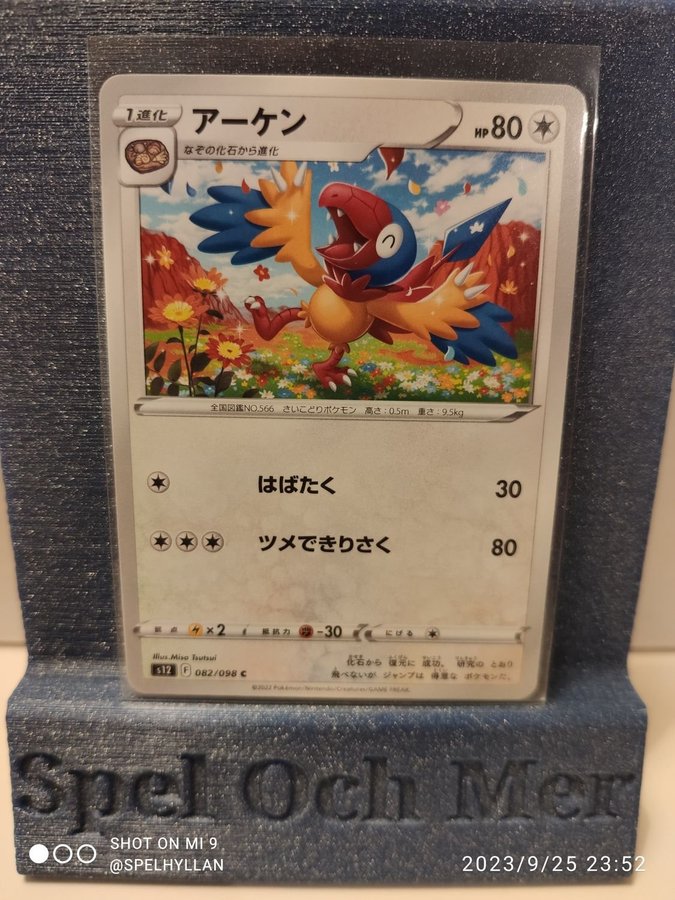 1進化 アーケン HP 80
なぞの化石から進化
全国図鑑NO.566 さいこどりポケモン 高さ:0.5m 重さ:9.5kg
はばたく 30
ツメできりさく 80
弱点 ×2 抵抗力 -30 にげる
Illus.Misa Tsutsui
s12 F 082/098 C
化石から 復元に 成功。 研究の とおり
飛べないが ジャンプは 得意な ポケモンだ。
©2022 Pokémon/Nintendo/Creatures/GAME FREAK
Spel Och Mer
SHOT ON MI 9
@SPELHYLLAN
2023/9/25 23:52